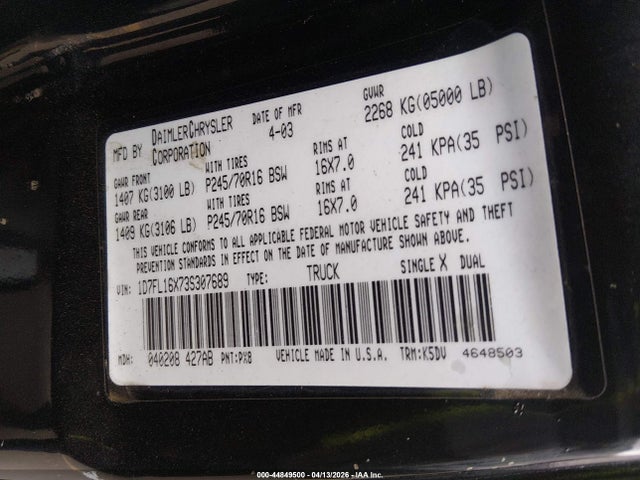 MFD BY DAIMLERCHRYSLER CORPORATION DATE OF MFR 4-03 GVWR 2268 KG(05000 LB)
GAWR FRONT WITH TIRES RIMS AT COLD
1407 KG(3100 LB) P245/70R16 BSW 16X7.0 241 KPA(35 PSI)
GAWR REAR WITH TIRES RIMS AT COLD
1409 KG(3106 LB) P245/70R16 BSW 16X7.0 241 KPA(35 PSI)
THIS VEHICLE CONFORMS TO ALL APPLICABLE FEDERAL MOTOR VEHICLE SAFETY AND THEFT
PREVENTION STANDARDS IN EFFECT ON THE DATE OF MANUFACTURE SHOWN ABOVE.
VIN: 1D7FL16X73S307689 TYPE: TRUCK SINGLE X DUAL
MDH: 040208 427AB PNT:PXB VEHICLE MADE IN U.S.A. TRM:K5DV 4648503
000-44849500 - 04/13/2026 - IAA Inc.